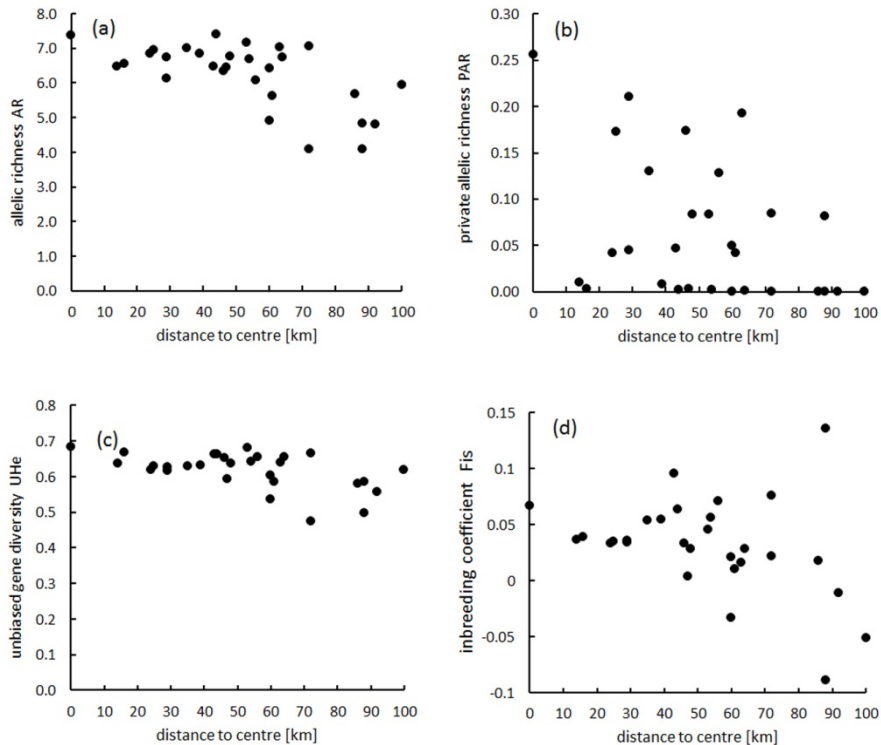 (a)
allelic richness AR
8.0
7.0
6.0
5.0
4.0
3.0
2.0
1.0
0.0
0 10 20 30 40 50 60 70 80 90 100
distance to centre [km]
(b)
private allelic richness PAR
0.30
0.25
0.20
0.15
0.10
0.05
0.00
0 10 20 30 40 50 60 70 80 90 100
distance to centre [km]
(c)
unbiased gene diversity UHe
0.8
0.7
0.6
0.5
0.4
0.3
0.2
0.1
0.0
0 10 20 30 40 50 60 70 80 90 100
distance to centre [km]
(d)
inbreeding coefficient Fis
0.15
0.1
0.05
0
-0.05
-0.1
0 10 20 30 40 50 60 70 80 90 100
distance to centre [km]